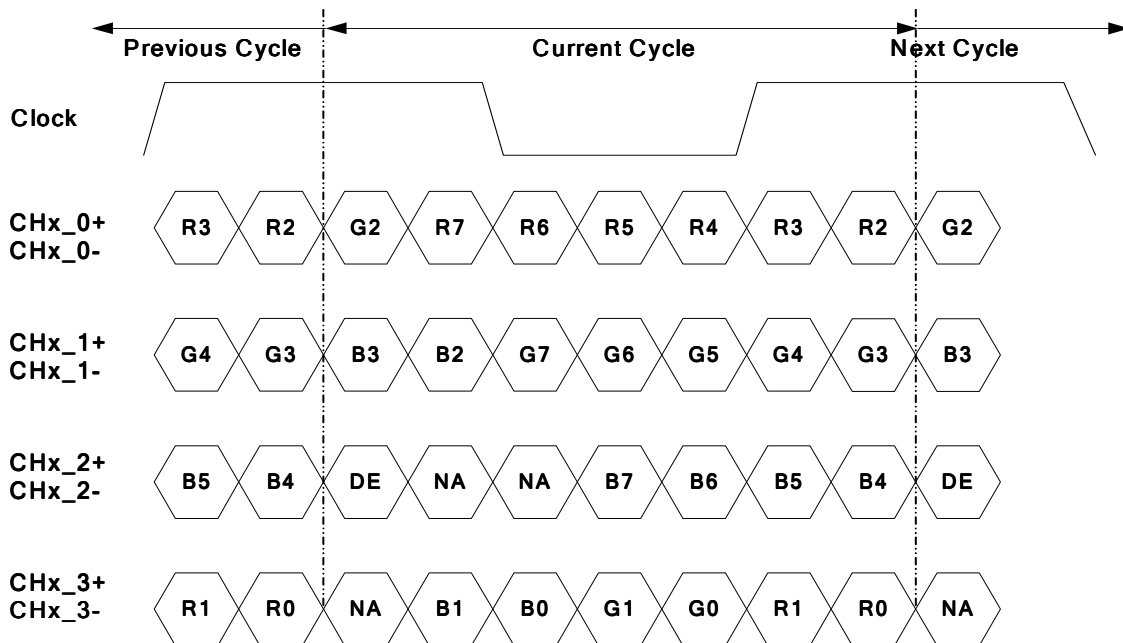 Previous Cycle Current Cycle Next Cycle
Clock
CHx_0+
CHx_0-
R3 R2 G2 R7 R6 R5 R4 R3 R2 G2
CHx_1+
CHx_1-
G4 G3 B3 B2 G7 G6 G5 G4 G3 B3
CHx_2+
CHx_2-
B5 B4 DE NA NA B7 B6 B5 B4 DE
CHx_3+
CHx_3-
R1 R0 NA B1 B0 G1 G0 R1 R0 NA